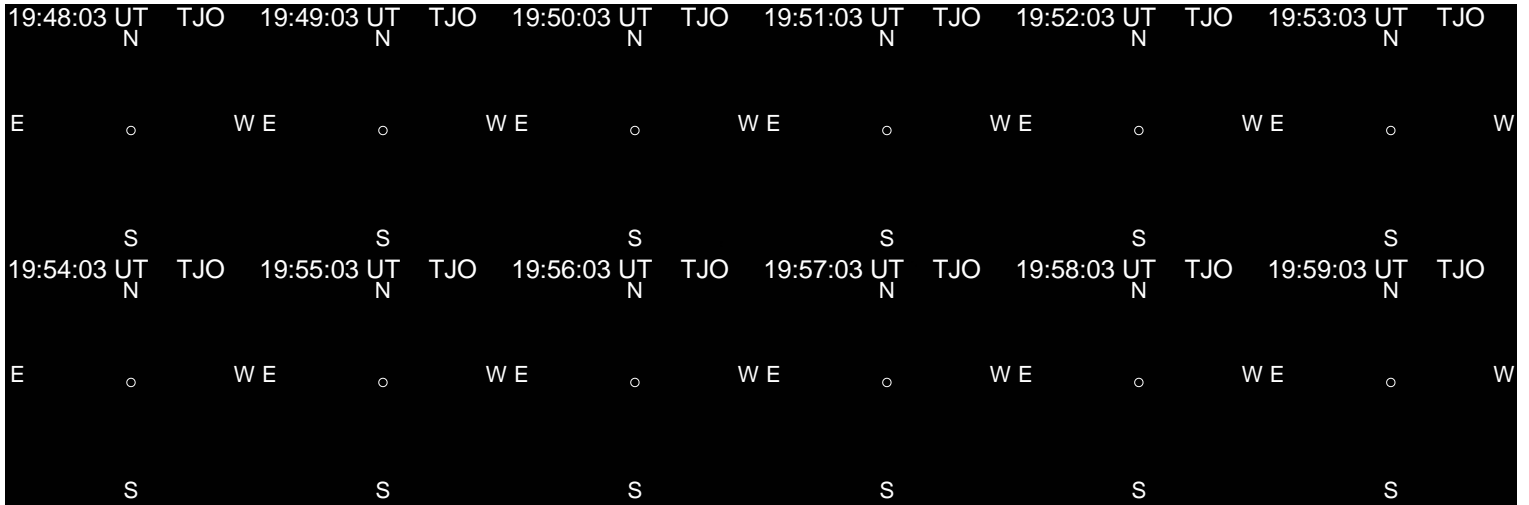 19:48:03 UT TJO 19:49:03 UT TJO 19:50:03 UT TJO 19:51:03 UT TJO 19:52:03 UT TJO 19:53:03 UT TJO
N N N N N N
E W E W E W E W E W E W
S S S S S S
19:54:03 UT TJO 19:55:03 UT TJO 19:56:03 UT TJO 19:57:03 UT TJO 19:58:03 UT TJO 19:59:03 UT TJO
N N N N N N
E W E W E W E W E W E W
S S S S S S